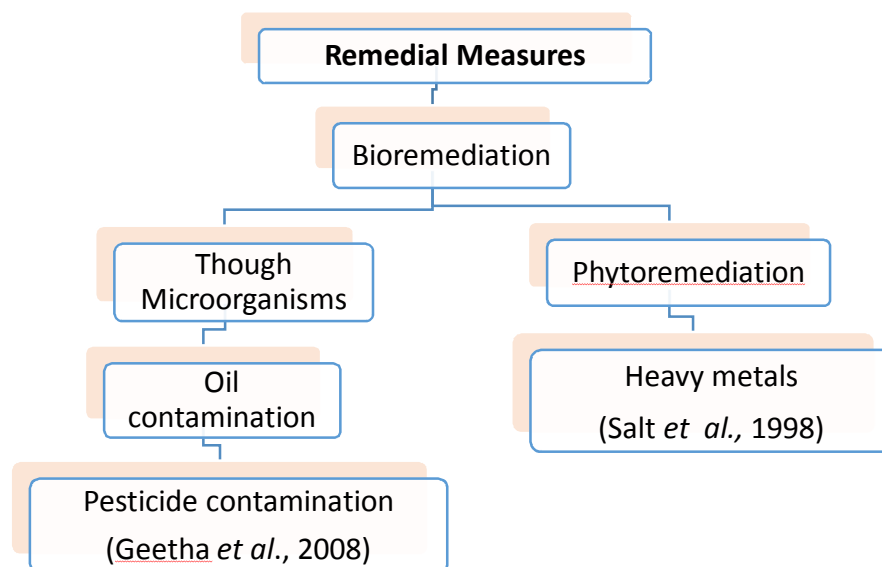 Remedial Measures
Bioremediation
Though
Microorganisms
Phytoremediation
Oil
contamination
Heavy metals
(Salt et al., 1998)
Pesticide contamination
(Geetha et al., 2008)